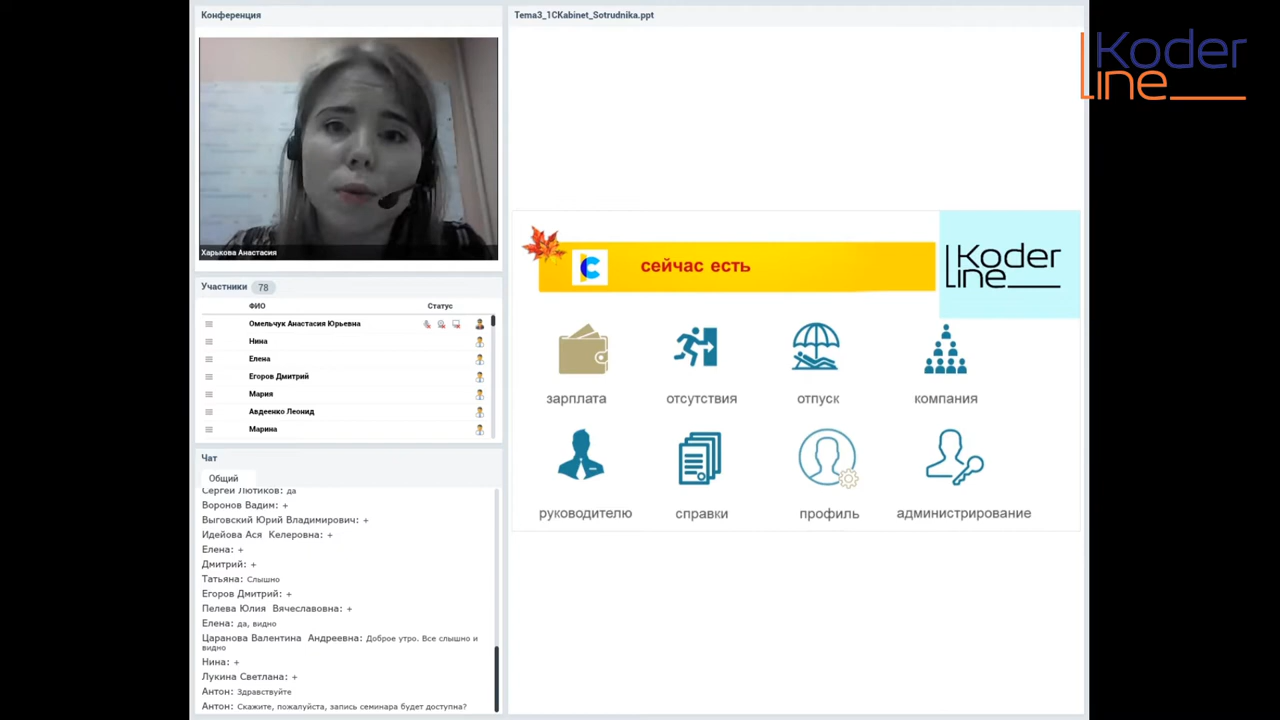 Конференция
Харькова Анастасия
Участники 78
ФИО Статус
Омельчук Анастасия Юрьевна
Нина
Елена
Егоров Дмитрий
Мария
Авдеенко Леонид
Марина
Чат
Общий
Сергей Лютиков: да
Воронов Вадим: +
Выговский Юрий Владимирович: +
Идейова Ася Келеровна: +
Елена: +
Дмитрий: +
Татьяна: Слышно
Егоров Дмитрий: +
Пелева Юлия Вячеславовна: +
Елена: да, видно
Царанова Валентина Андреевна: Доброе утро. Все слышно и
видно
Нина: +
Лукина Светлана: +
Антон: Здравствуйте
Антон: Скажите, пожалуйста, запись семинара будет доступна?
Tema3_1CKabinet_Sotrudnika.ppt
сейчас есть
Koder
line
зарплата отсутствия отпуск компания
руководителю справки профиль администрирование
Koder
line